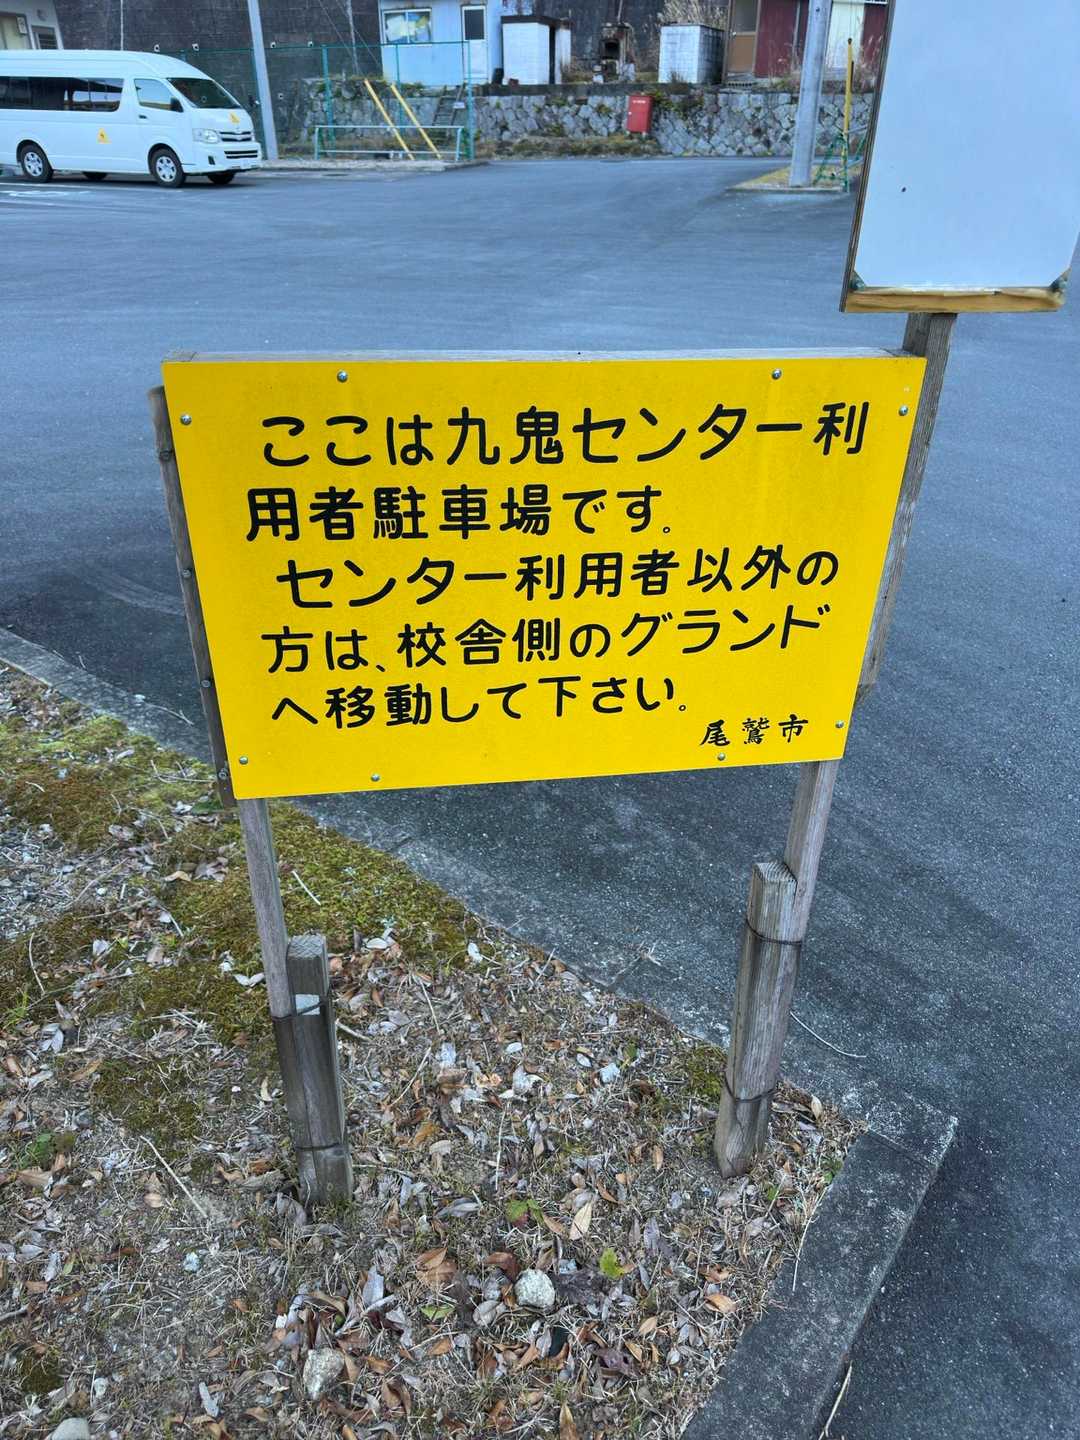 ここは九鬼センター利
用者駐車場です。
センター利用者以外の
方は、校舎側のグランド
へ移動して下さい。
尾鷲市